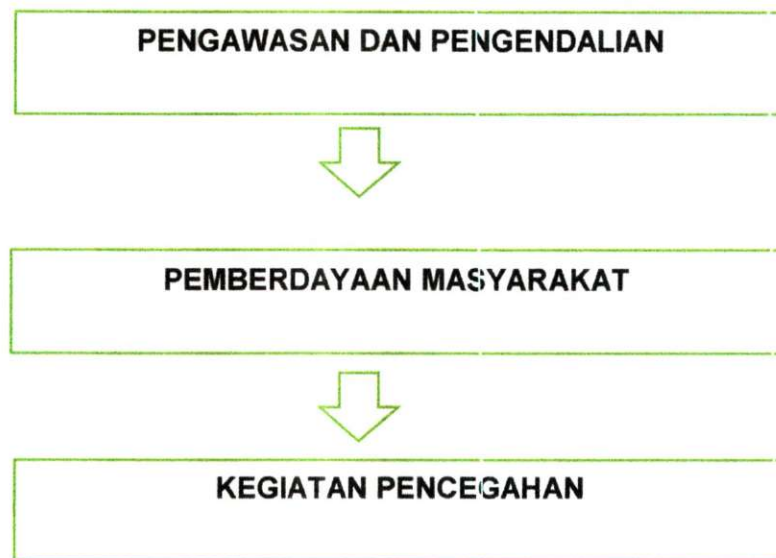 PENGAWASAN DAN PENGENDALIAN
PEMBERDAYAAN MASYARAKAT
KEGIATAN PENCEGAHAN